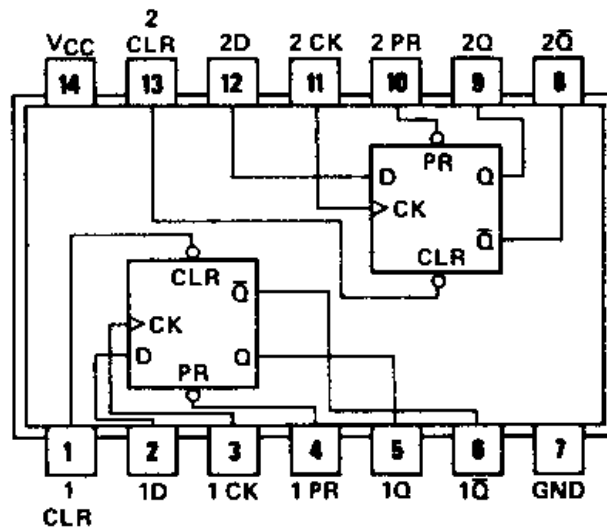 2
VCC CLR 2D 2 CK 2 PR 2Q 2Q̅
14 13 12 11 10 9 8
PR
D Q
CK
Q̅
CLR
CLR
Q̅
CK
D Q
PR
1 2 3 4 5 6 7
1 1D 1 CK 1 PR 1Q 1Q̅ GND
CLR